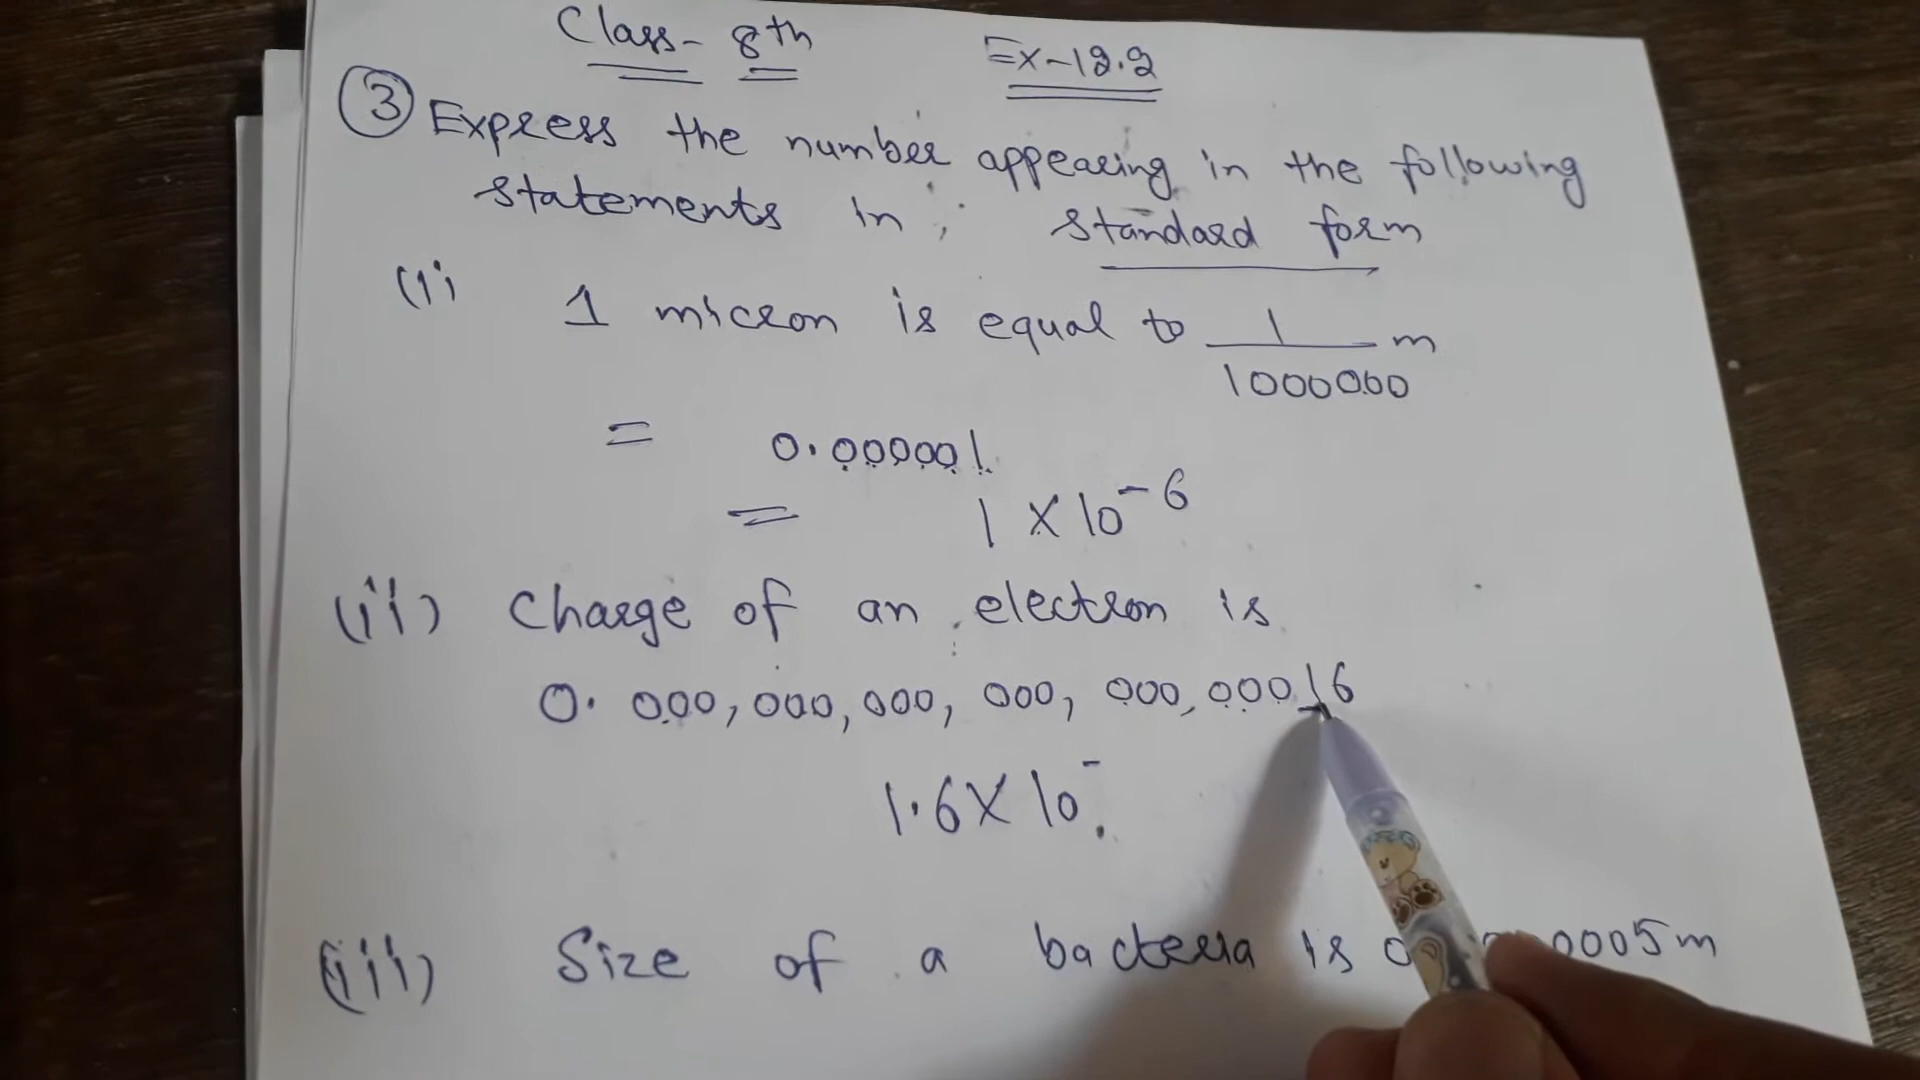 Class- 8th Ex-12.2
(3) Express the number appearing in the following
statements in standard form
(i) 1 micron is equal to 1/1000000 m
= 0.000001
= 1 × 10⁻⁶
(ii) Charge of an electron is
0.000,000,000,000,000,00016
1.6 × 10⁻
(iii) Size of a bacteria is 0005m